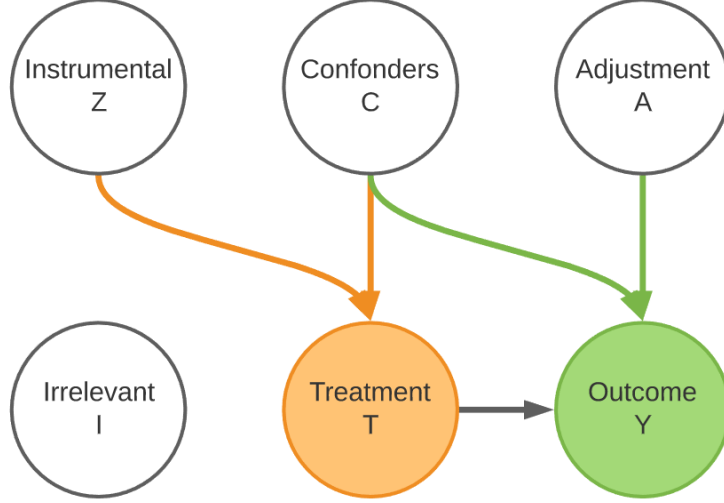 Instrumental
Z
Confonders
C
Adjustment
A
Irrelevant
I
Treatment
T
Outcome
Y